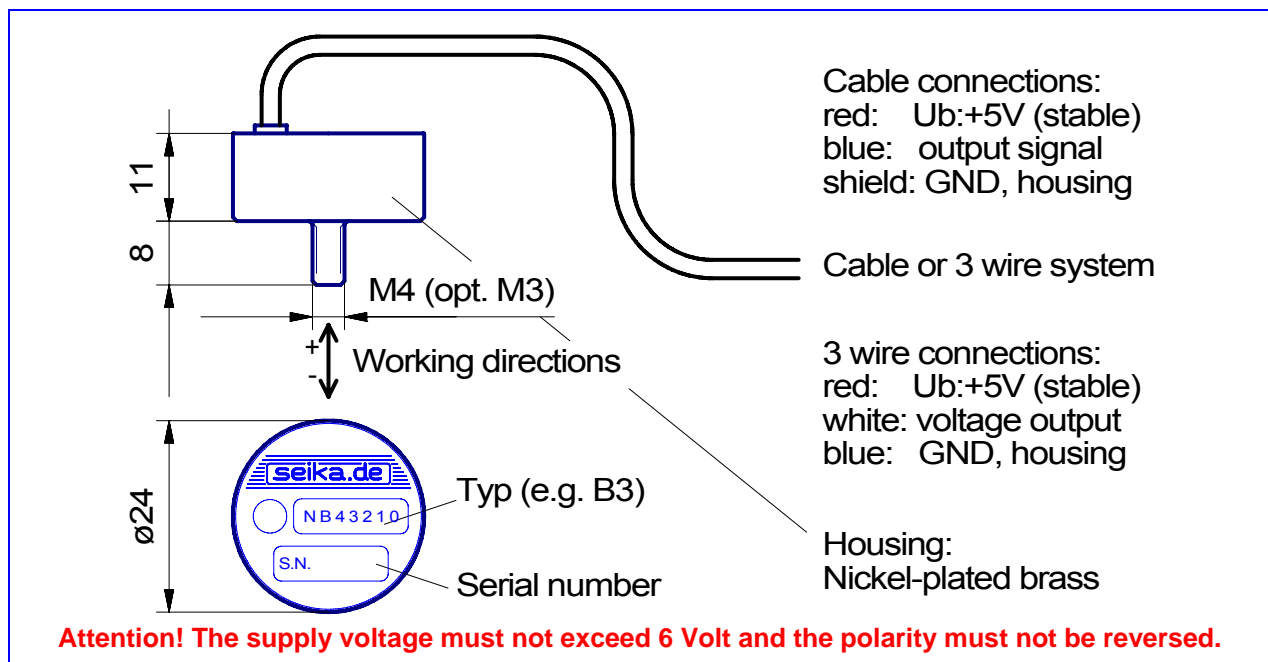 Cable connections:
red: Ub:+5V (stable)
blue: output signal
shield: GND, housing
11
8
Cable or 3 wire system
M4 (opt. M3)
+
-
Working directions
3 wire connections:
red: Ub:+5V (stable)
white: voltage output
blue: GND, housing
ø24
seika.de
Typ (e.g. B3)
NB43210
S.N.
Serial number
Housing:
Nickel-plated brass
Attention! The supply voltage must not exceed 6 Volt and the polarity must not be reversed.